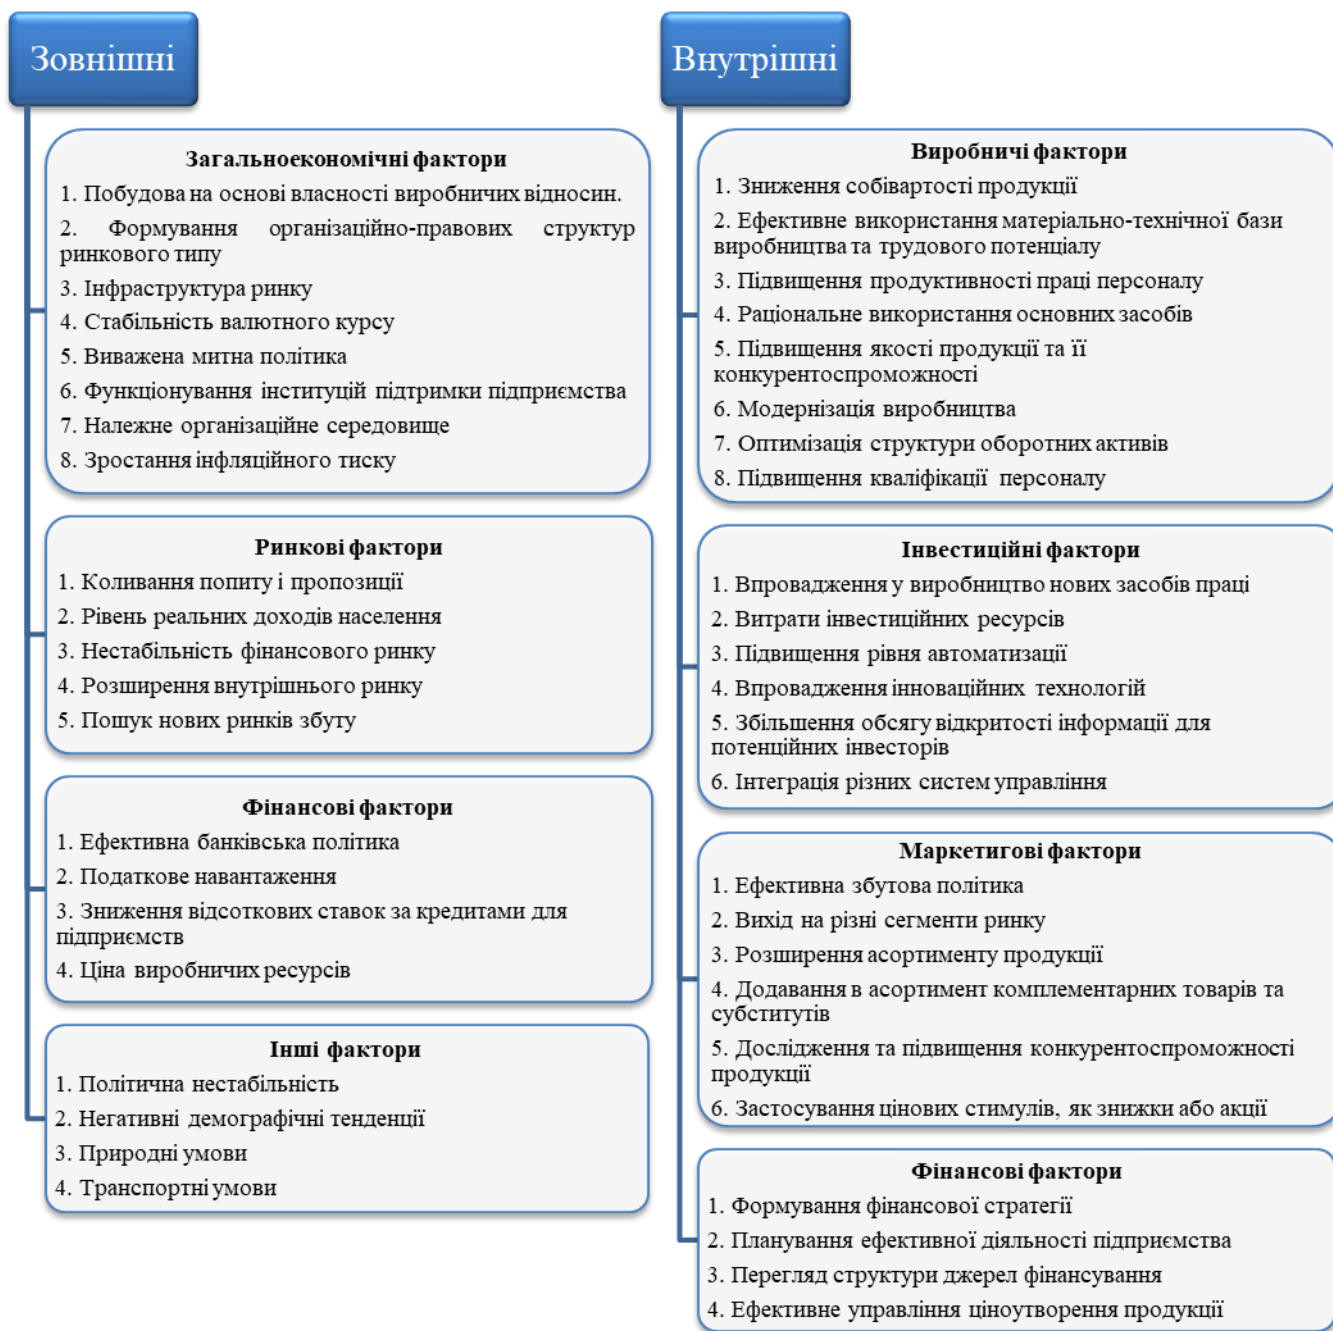 Зовнішні
Загальноекономічні фактори
1. Побудова на основі власності виробничих відносин.
2. Формування організаційно-правових структур
ринкового типу
3. Інфраструктура ринку
4. Стабільність валютного курсу
5. Виважена митна політика
6. Функціонування інституцій підтримки підприємства
7. Належне організаційне середовище
8. Зростання інфляційного тиску
Ринкові фактори
1. Коливання попиту і пропозиції
2. Рівень реальних доходів населення
3. Нестабільність фінансового ринку
4. Розширення внутрішнього ринку
5. Пошук нових ринків збуту
Фінансові фактори
1. Ефективна банківська політика
2. Податкове навантаження
3. Зниження відсоткових ставок за кредитами для
підприємств
4. Ціна виробничих ресурсів
Інші фактори
1. Політична нестабільність
2. Негативні демографічні тенденції
3. Природні умови
4. Транспортні умови
Внутрішні
Виробничі фактори
1. Зниження собівартості продукції
2. Ефективне використання матеріально-технічної бази
виробництва та трудового потенціалу
3. Підвищення продуктивності праці персоналу
4. Раціональне використання основних засобів
5. Підвищення якості продукції та її
конкурентоспроможності
6. Модернізація виробництва
7. Оптимізація структури оборотних активів
8. Підвищення кваліфікації персоналу
Інвестиційні фактори
1. Впровадження у виробництво нових засобів праці
2. Витрати інвестиційних ресурсів
3. Підвищення рівня автоматизації
4. Впровадження інноваційних технологій
5. Збільшення обсягу відкритості інформації для
потенційних інвесторів
6. Інтеграція різних систем управління
Маркетигові фактори
1. Ефективна збутова політика
2. Вихід на різні сегменти ринку
3. Розширення асортименту продукції
4. Додавання в асортимент комплементарних товарів та
субститутів
5. Дослідження та підвищення конкурентоспроможності
продукції
6. Застосування цінових стимулів, як знижки або акції
Фінансові фактори
1. Формування фінансової стратегії
2. Планування ефективної діяльності підприємства
3. Перегляд структури джерел фінансування
4. Ефективне управління ціноутворення продукції